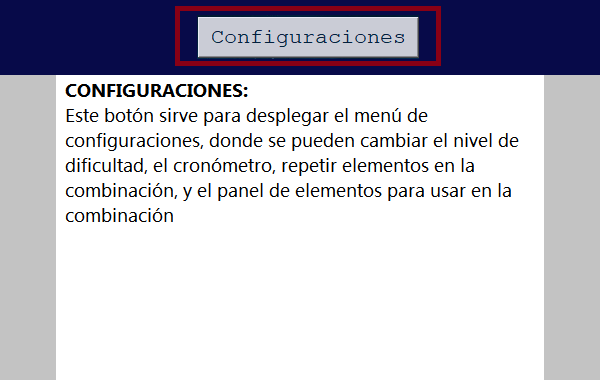 Configuraciones
CONFIGURACIONES:
Este botón sirve para desplegar el menú de
configuraciones, donde se pueden cambiar el nivel de
dificultad, el cronómetro, repetir elementos en la
combinación, y el panel de elementos para usar en la
combinación